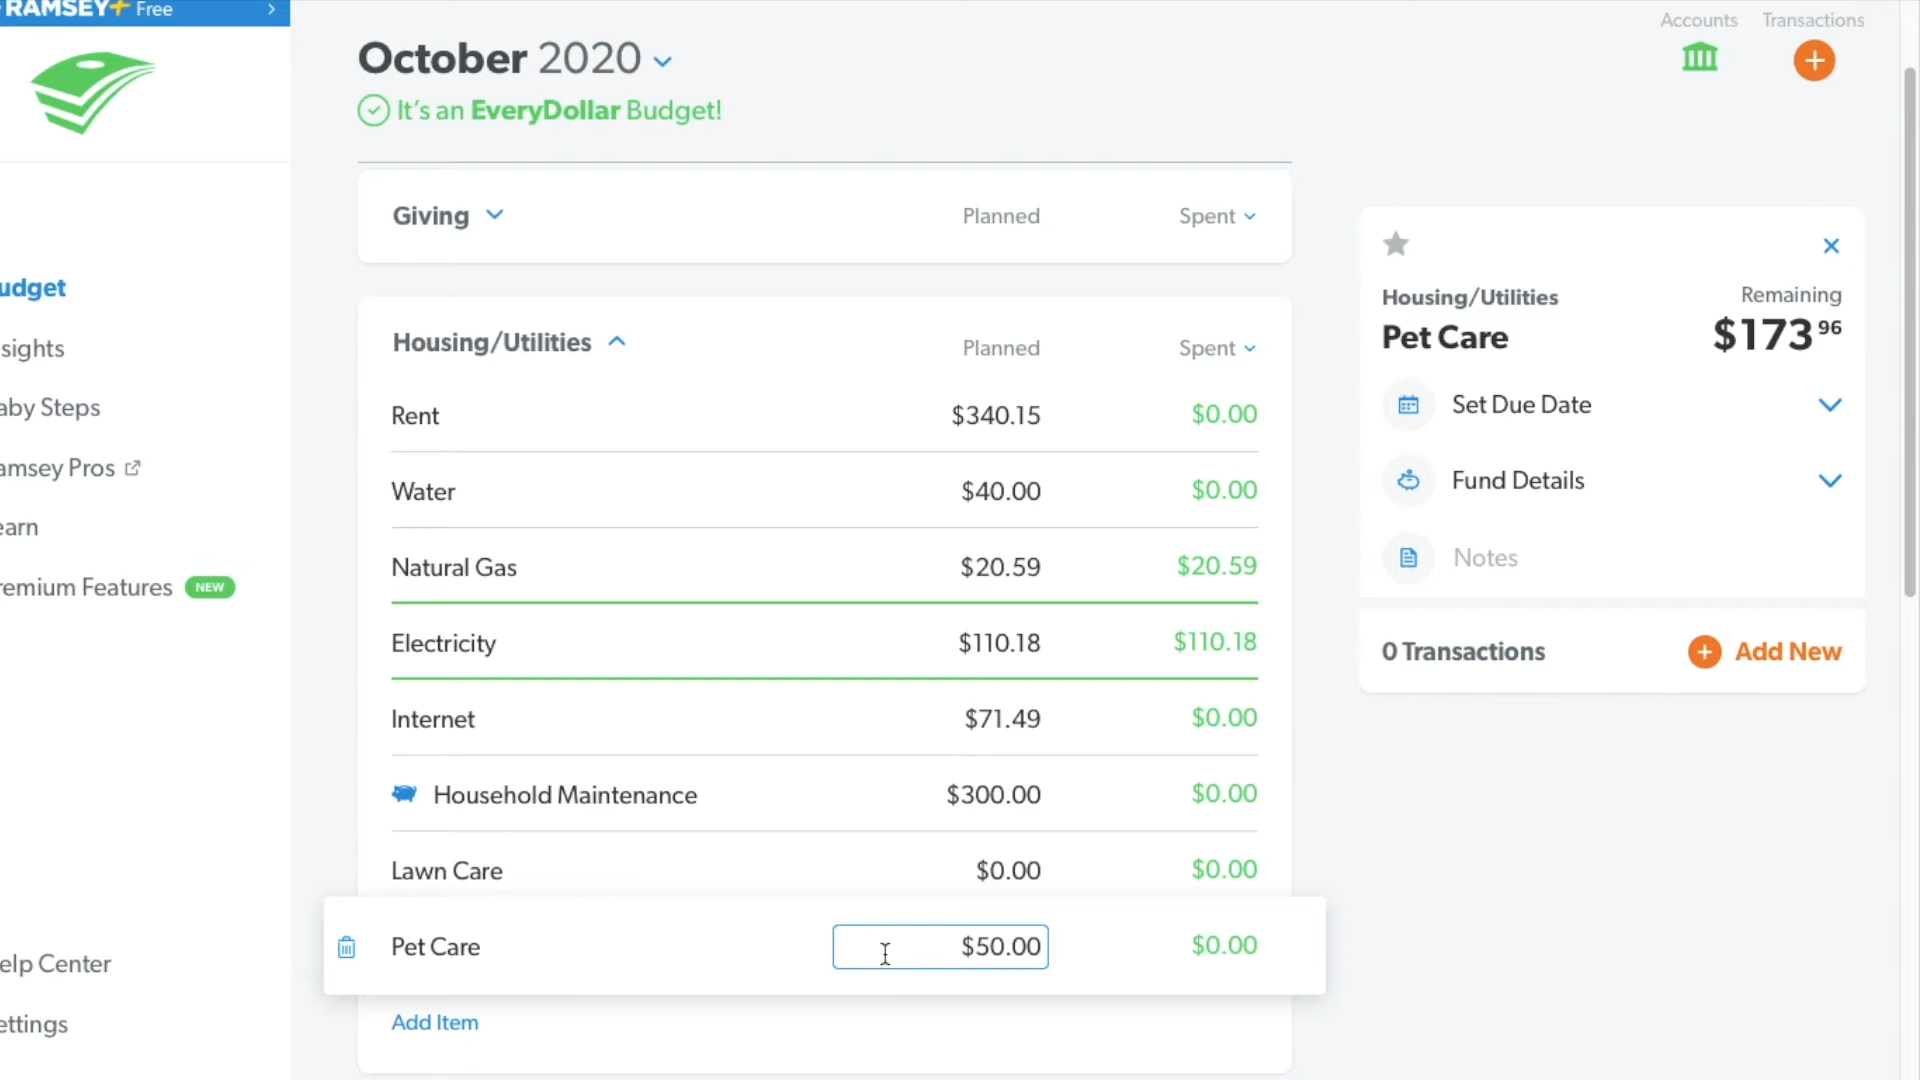 RAMSEY+ Free
Accounts
Transactions
October 2020
It's an EveryDollar Budget!
Giving
Planned
Spent
udget
sights
aby Steps
amsey Pros
earn
remium Features NEW
elp Center
ettings
Housing/Utilities
Planned
Spent
Rent $340.15 $0.00
Water $40.00 $0.00
Natural Gas $20.59 $20.59
Electricity $110.18 $110.18
Internet $71.49 $0.00
Household Maintenance $300.00 $0.00
Lawn Care $0.00 $0.00
Pet Care $50.00 $0.00
Add Item
Housing/Utilities
Remaining
Pet Care
$173 96
Set Due Date
Fund Details
Notes
0 Transactions
Add New